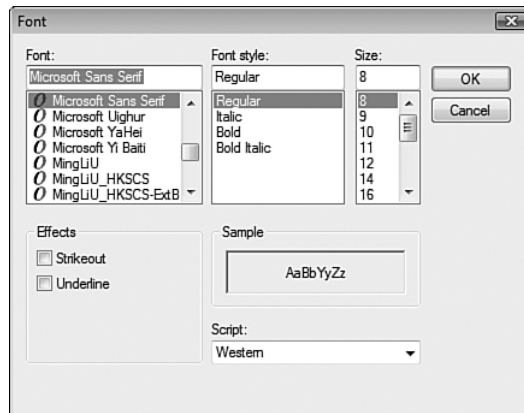 Font
Font:
Font style:
Size:
Microsoft Sans Serif
Regular
8
OK
Cancel
Microsoft Sans Serif
Microsoft Uighur
Microsoft YaHei
Microsoft Yi Baiti
MingLiU
MingLiU_HKSCS
MingLiU_HKSCS-ExtB
Regular
Italic
Bold
Bold Italic
8
9
10
11
12
14
16
Effects
Strikeout
Underline
Sample
AaBbYyZz
Script:
Western